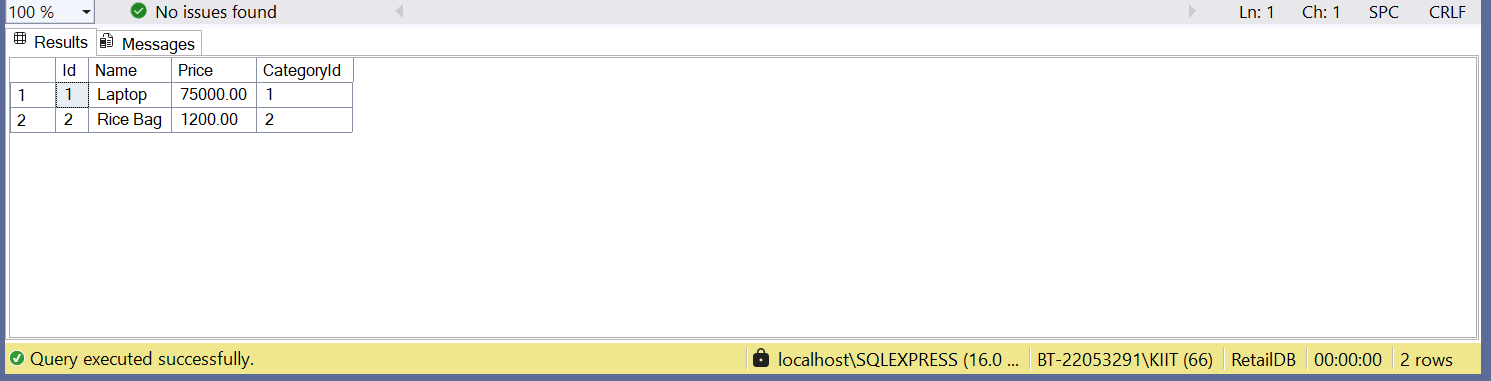 100 % No issues found Ln: 1 Ch: 1 SPC CRLF
Results Messages
Id Name Price CategoryId
1 1 Laptop 75000.00 1
2 2 Rice Bag 1200.00 2
Query executed successfully. localhost\SQLEXPRESS (16.0 ... BT-22053291\KIIT (66) RetailDB 00:00:00 2 rows